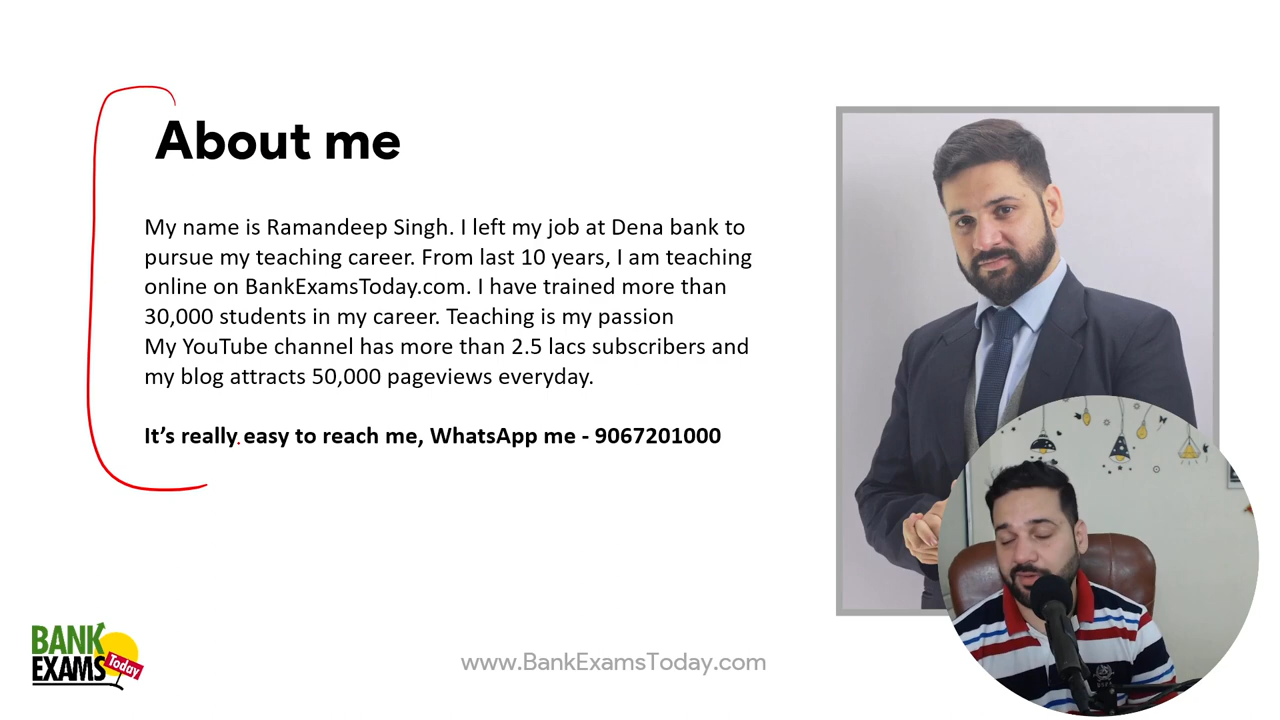 About me
My name is Ramandeep Singh. I left my job at Dena bank to
pursue my teaching career. From last 10 years, I am teaching
online on BankExamsToday.com. I have trained more than
30,000 students in my career. Teaching is my passion
My YouTube channel has more than 2.5 lacs subscribers and
my blog attracts 50,000 pageviews everyday.
It's really easy to reach me, WhatsApp me - 9067201000
BANK
EXAMS
Today
www.BankExamsToday.com